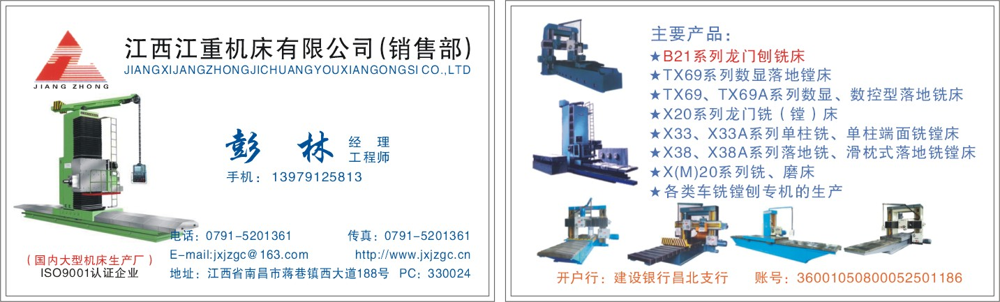 江西江重机床有限公司(销售部)
JIANGXIJANGZHONGJICHUANGYOUXIANGONGSI CO.,LTD
JIANG ZHONG
彭 林 经 理
工程师
手机：13979125813
电话：0791-5201361 传真：0791-5201361
E-mail:jxjzgc@163.com http://www.jxjzgc.cn
地址：江西省南昌市蒋巷镇西大道188号 PC：330024
（国内大型机床生产厂）
ISO9001认证企业
主要产品：
★B21系列龙门刨铣床
★TX69系列数显落地镗床
★TX69、TX69A系列数显、数控型落地铣床
★X20系列龙门铣（镗）床
★X33、X33A系列单柱铣、单柱端面铣镗床
★X38、X38A系列落地铣、滑枕式落地铣镗床
★X(M)20系列铣、磨床
★各类车铣镗刨专机的生产
开户行：建设银行昌北支行 账号：36001050800052501186